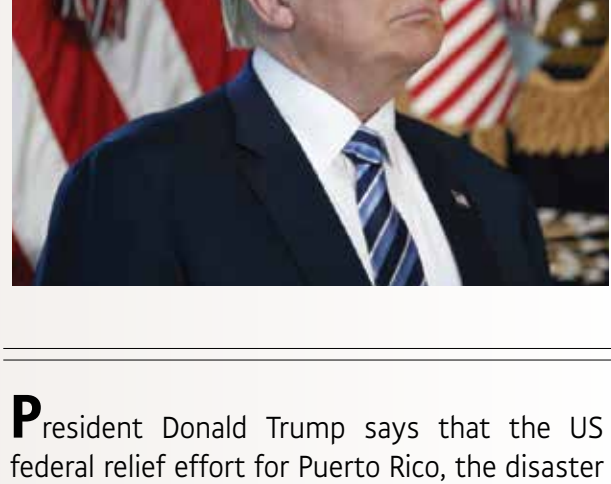 President Donald Trump says that the US
federal relief effort for Puerto Rico, the disaster